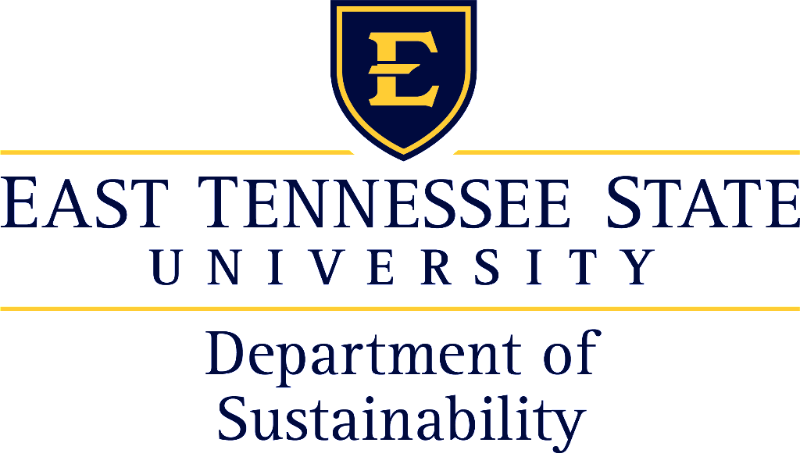 E
EAST TENNESSEE STATE
UNIVERSITY
Department of
Sustainability